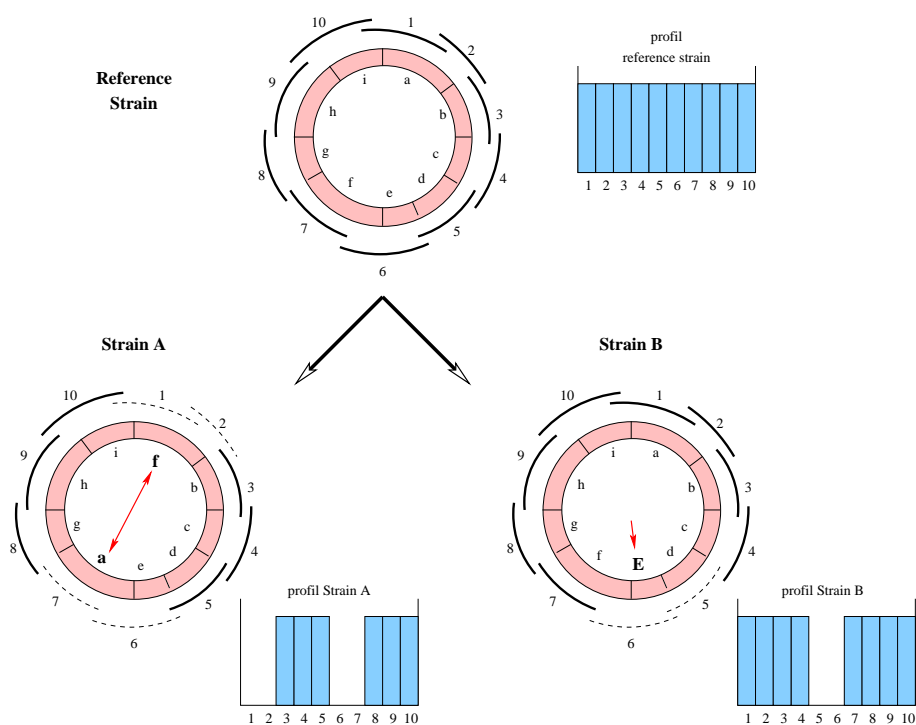 Reference
Strain
10
1
2
9
3
8
4
7
5
6
i
a
h
b
g
c
f
d
e
profil
reference strain
1 2 3 4 5 6 7 8 9 10
Strain A
10
1
2
9
3
8
4
7
5
6
i
f
h
b
g
c
a
d
e
profil Strain A
1 2 3 4 5 6 7 8 9 10
Strain B
10
1
2
9
3
8
4
7
5
6
i
a
h
b
g
c
f
d
E
profil Strain B
1 2 3 4 5 6 7 8 9 10